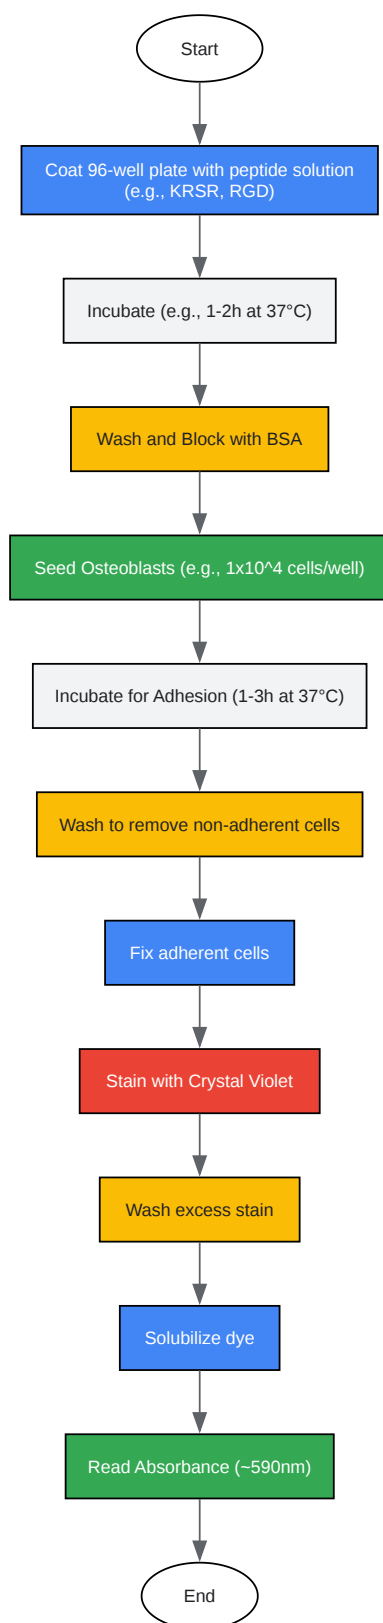 Start
Coat 96-well plate with peptide solution
(e.g., KRSR, RGD)
Incubate (e.g., 1-2h at 37°C)
Wash and Block with BSA
Seed Osteoblasts (e.g., 1x10^4 cells/well)
Incubate for Adhesion (1-3h at 37°C)
Wash to remove non-adherent cells
Fix adherent cells
Stain with Crystal Violet
Wash excess stain
Solubilize dye
Read Absorbance (~590nm)
End